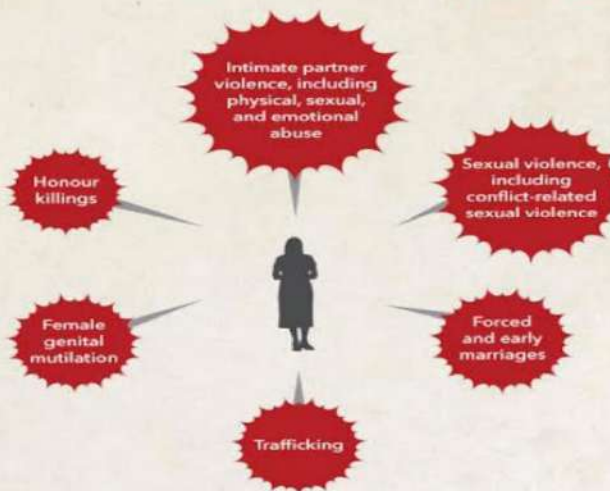 Intimate partner
violence, including
physical, sexual,
and emotional
abuse
Honour
killings
Sexual violence,
including
conflict-related
sexual violence
Female
genital
mutilation
Forced
and early
marriages
Trafficking